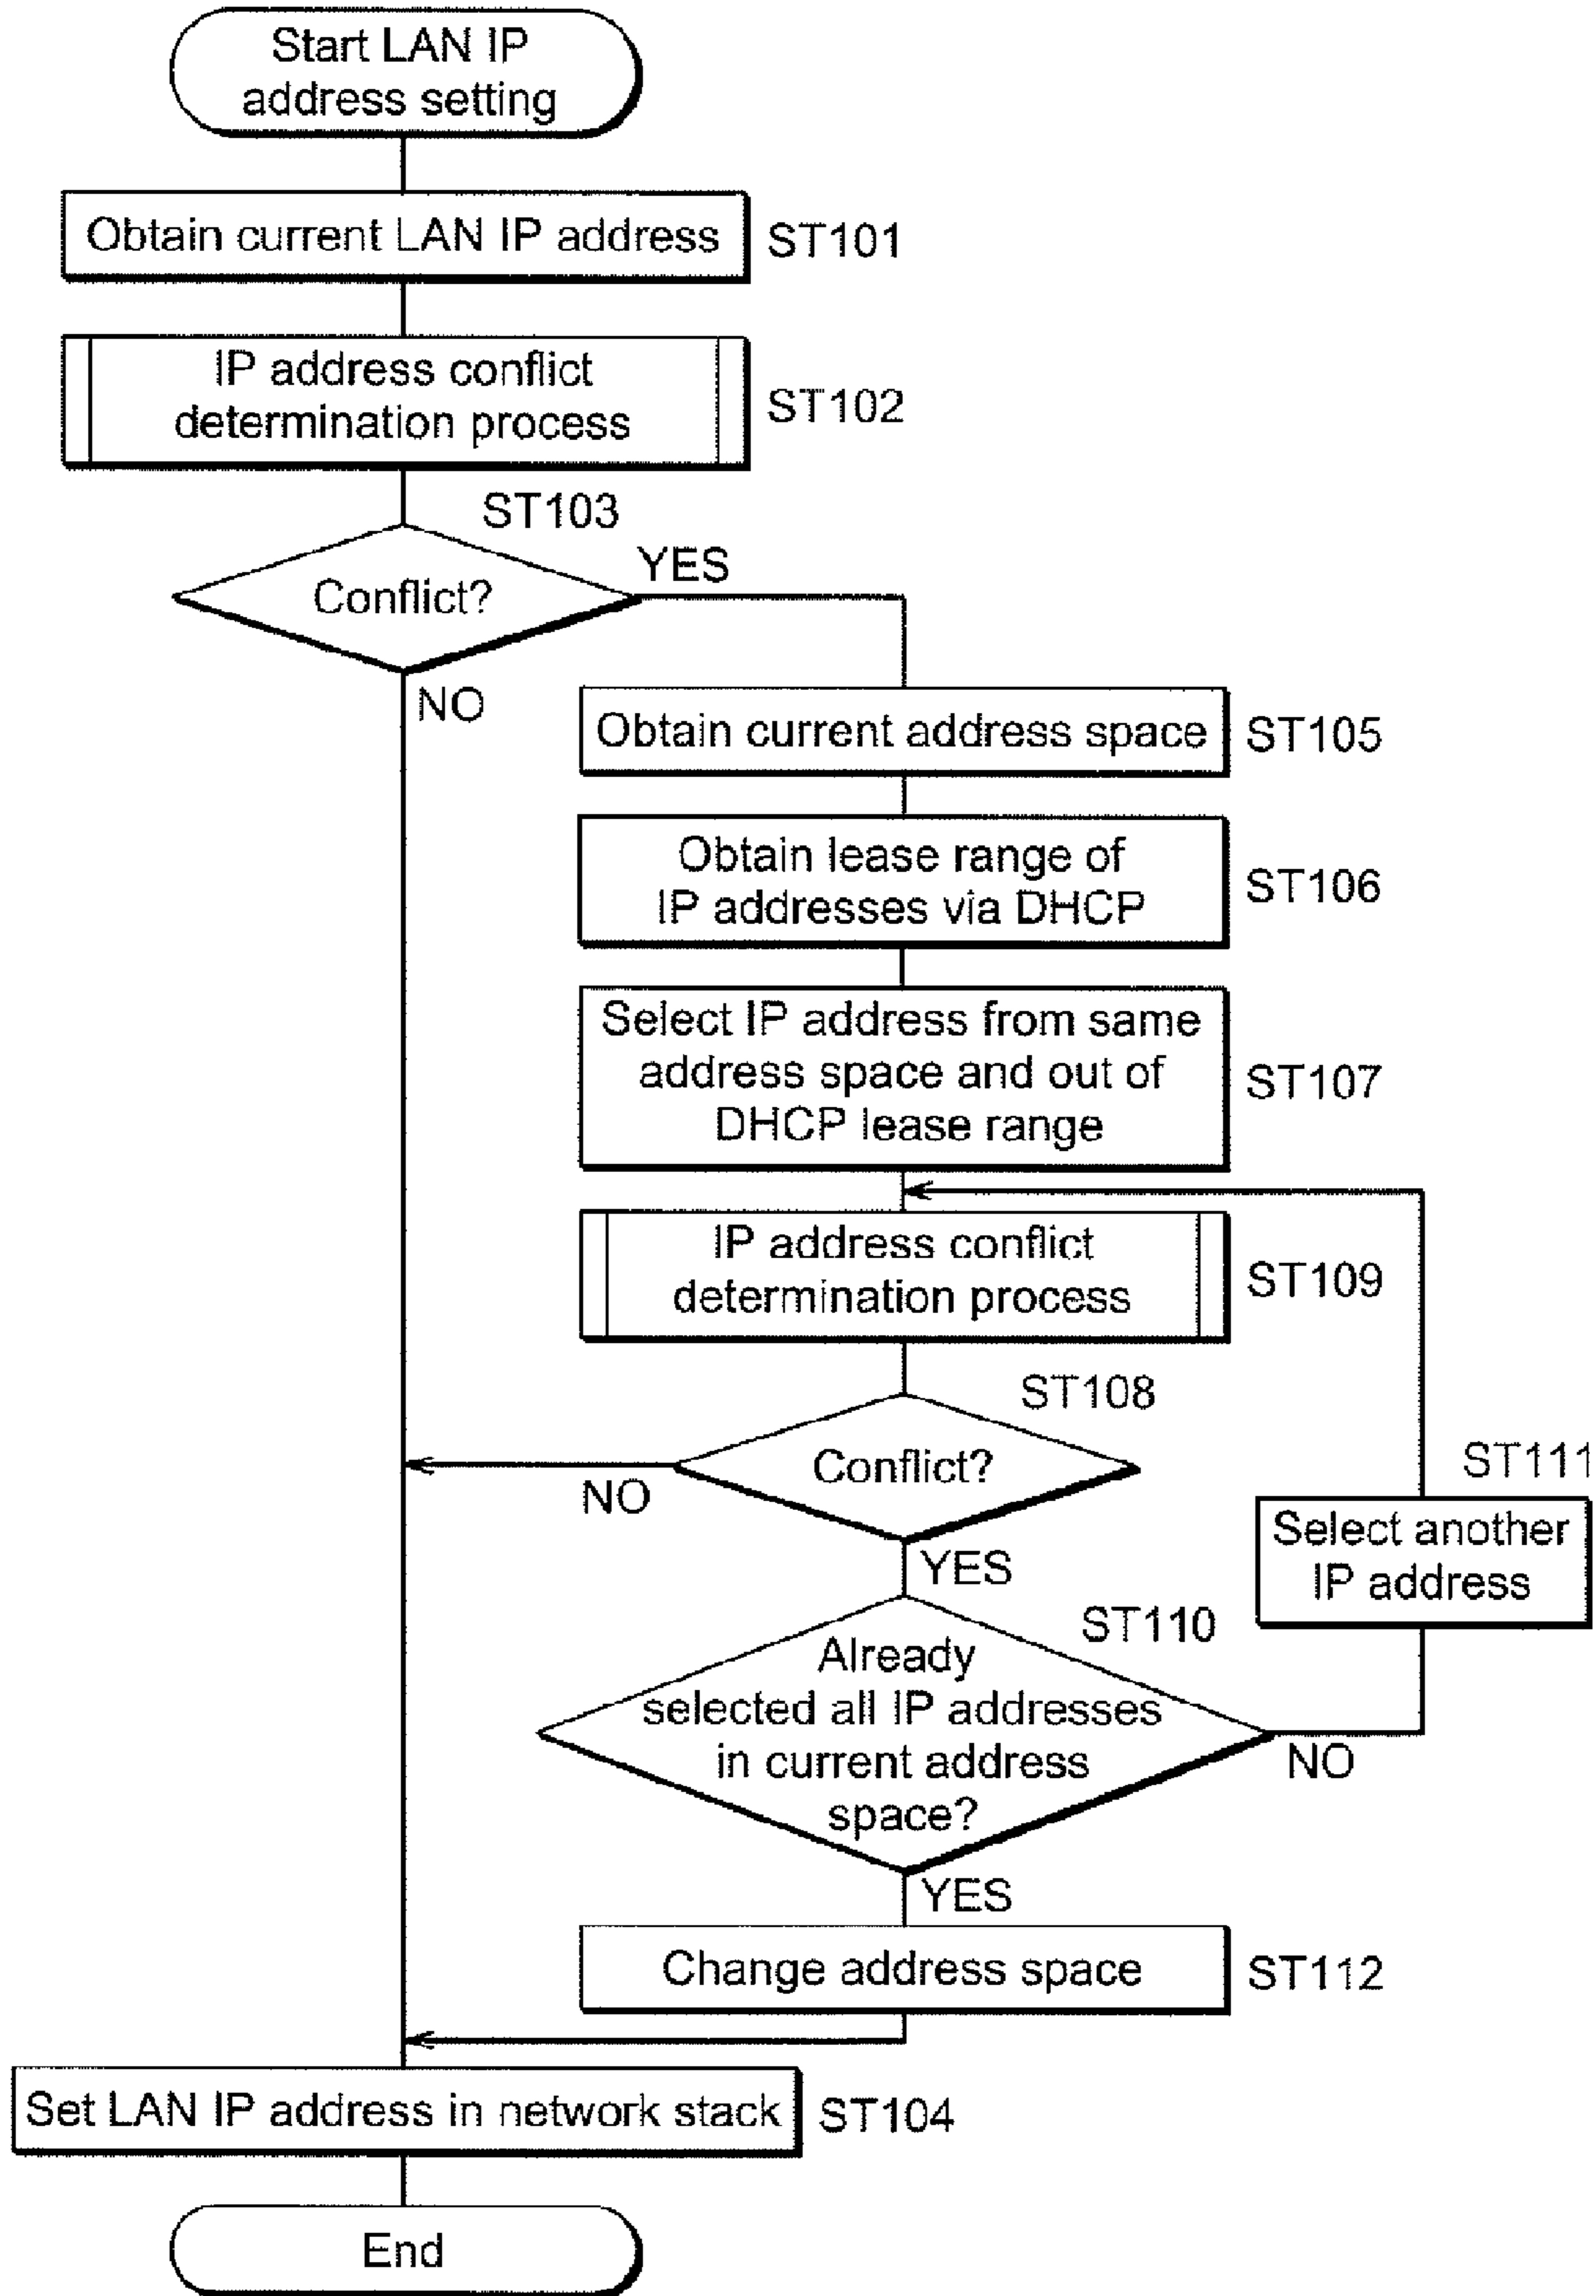 Start LAN IP
address setting
Obtain current LAN IP address
ST101
IP address conflict
determination process
ST102
ST103
Conflict?
YES
NO
Obtain current address space
ST105
Obtain lease range of
IP addresses via DHCP
ST106
Select IP address from same
address space and out of
DHCP lease range
ST107
IP address conflict
determination process
ST109
ST108
Conflict?
NO
YES
ST111
Select another
IP address
ST110
Already
selected all IP addresses
in current address
space?
NO
YES
Change address space
ST112
Set LAN IP address in network stack
ST104
End